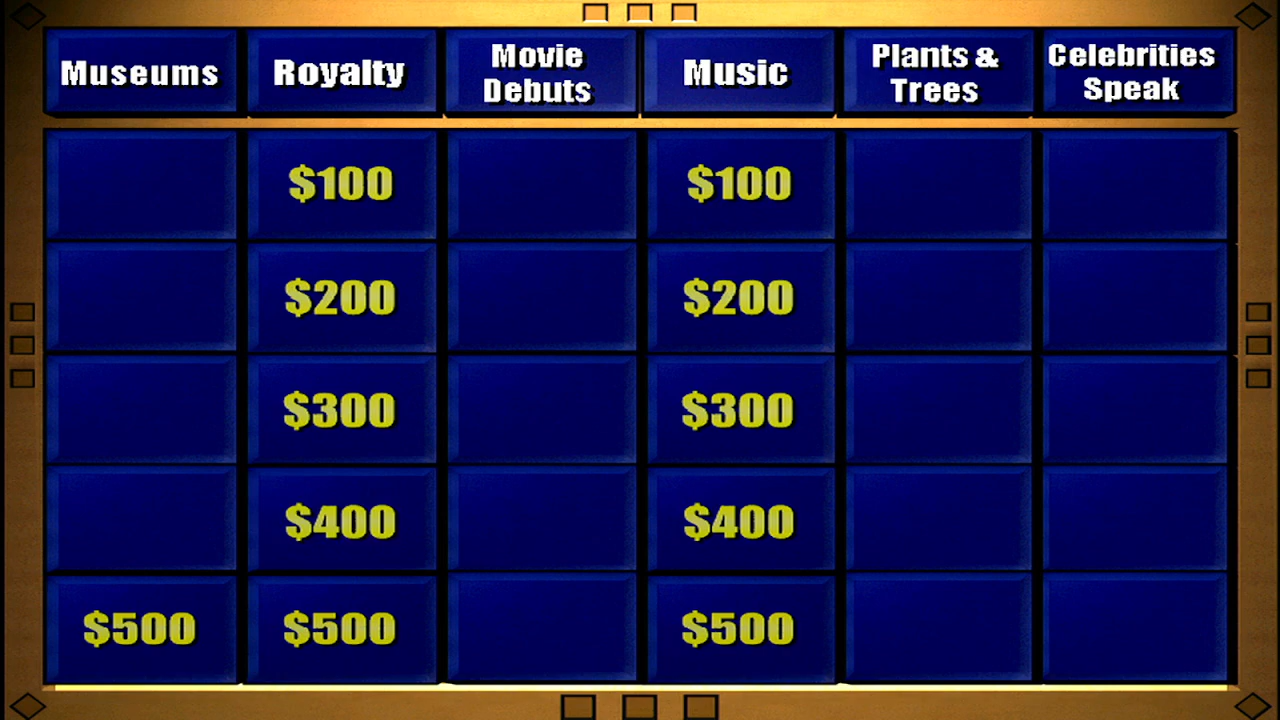 Museums
Royalty
Movie
Debuts
Music
Plants &
Trees
Celebrities
Speak
$100
$100
$200
$200
$300
$300
$400
$400
$500
$500
$500